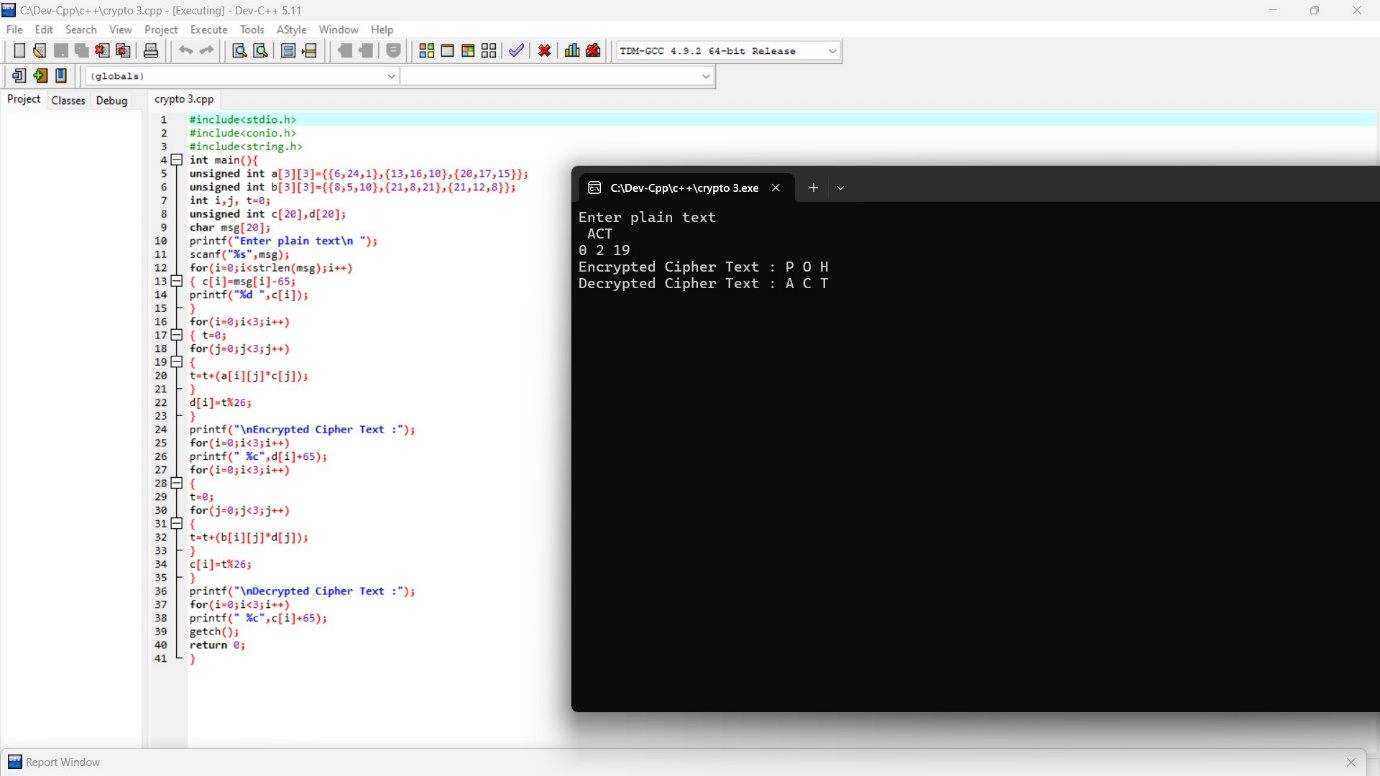 C:\Dev-Cpp\c++\crypto 3.cpp - [Executing] - Dev-C++ 5.11
File Edit Search View Project Execute Tools AStyle Window Help
TDM-GCC 4.9.2 64-bit Release
(globals)
Project Classes Debug
crypto 3.cpp
1 #include<stdio.h>
2 #include<conio.h>
3 #include<string.h>
4 int main(){
5 unsigned int a[3][3]={{6,24,1},{13,16,10},{20,17,15}};
6 unsigned int b[3][3]={{8,5,10},{21,8,21},{21,12,8}};
7 int i,j, t=0;
8 unsigned int c[20],d[20];
9 char msg[20];
10 printf("Enter plain text\n ");
11 scanf("%s",msg);
12 for(i=0;i<strlen(msg);i++)
13 { c[i]=msg[i]-65;
14 printf("%d ",c[i]);
15 }
16 for(i=0;i<3;i++)
17 { t=0;
18 for(j=0;j<3;j++)
19 {
20 t=t+(a[i][j]*c[j]);
21 }
22 d[i]=t%26;
23 }
24 printf("\nEncrypted Cipher Text :");
25 for(i=0;i<3;i++)
26 printf(" %c",d[i]+65);
27 for(i=0;i<3;i++)
28 {
29 t=0;
30 for(j=0;j<3;j++)
31 {
32 t=t+(b[i][j]*d[j]);
33 }
34 c[i]=t%26;
35 }
36 printf("\nDecrypted Cipher Text :");
37 for(i=0;i<3;i++)
38 printf(" %c",c[i]+65);
39 getch();
40 return 0;
41 }
C:\Dev-Cpp\c++\crypto 3.exe
Enter plain text
ACT
0 2 19
Encrypted Cipher Text : P O H
Decrypted Cipher Text : A C T
Report Window